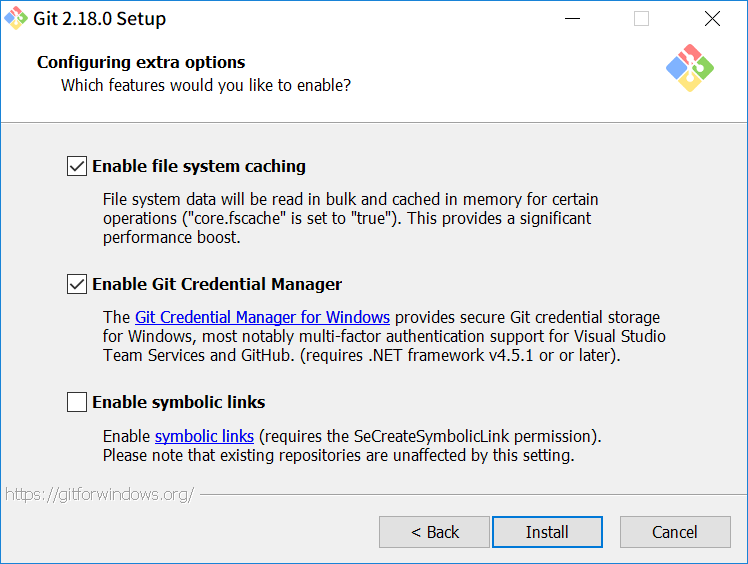 Git 2.18.0 Setup
Configuring extra options
Which features would you like to enable?
Enable file system caching
File system data will be read in bulk and cached in memory for certain
operations ("core.fscache" is set to "true"). This provides a significant
performance boost.
Enable Git Credential Manager
The Git Credential Manager for Windows provides secure Git credential storage
for Windows, most notably multi-factor authentication support for Visual Studio
Team Services and GitHub. (requires .NET framework v4.5.1 or or later).
Enable symbolic links
Enable symbolic links (requires the SeCreateSymbolicLink permission).
Please note that existing repositories are unaffected by this setting.
https://gitforwindows.org/
< Back
Install
Cancel